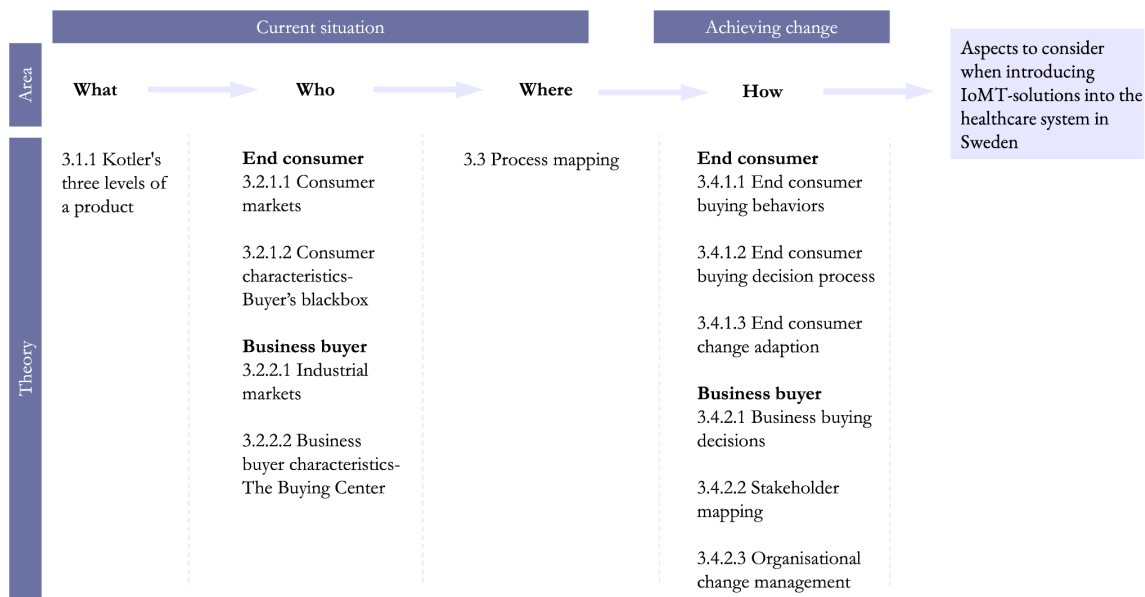 Current situation
Achieving change
Area
What
Who
Where
How
Aspects to consider
when introducing
IoMT-solutions into the
healthcare system in
Sweden
Theory
3.1.1 Kotler's
three levels of
a product
End consumer
3.2.1.1 Consumer
markets
3.2.1.2 Consumer
characteristics-
Buyer’s blackbox
Business buyer
3.2.2.1 Industrial
markets
3.2.2.2 Business
buyer characteristics-
The Buying Center
3.3 Process mapping
End consumer
3.4.1.1 End consumer
buying behaviors
3.4.1.2 End consumer
buying decision process
3.4.1.3 End consumer
change adaption
Business buyer
3.4.2.1 Business buying
decisions
3.4.2.2 Stakeholder
mapping
3.4.2.3 Organisational
change management